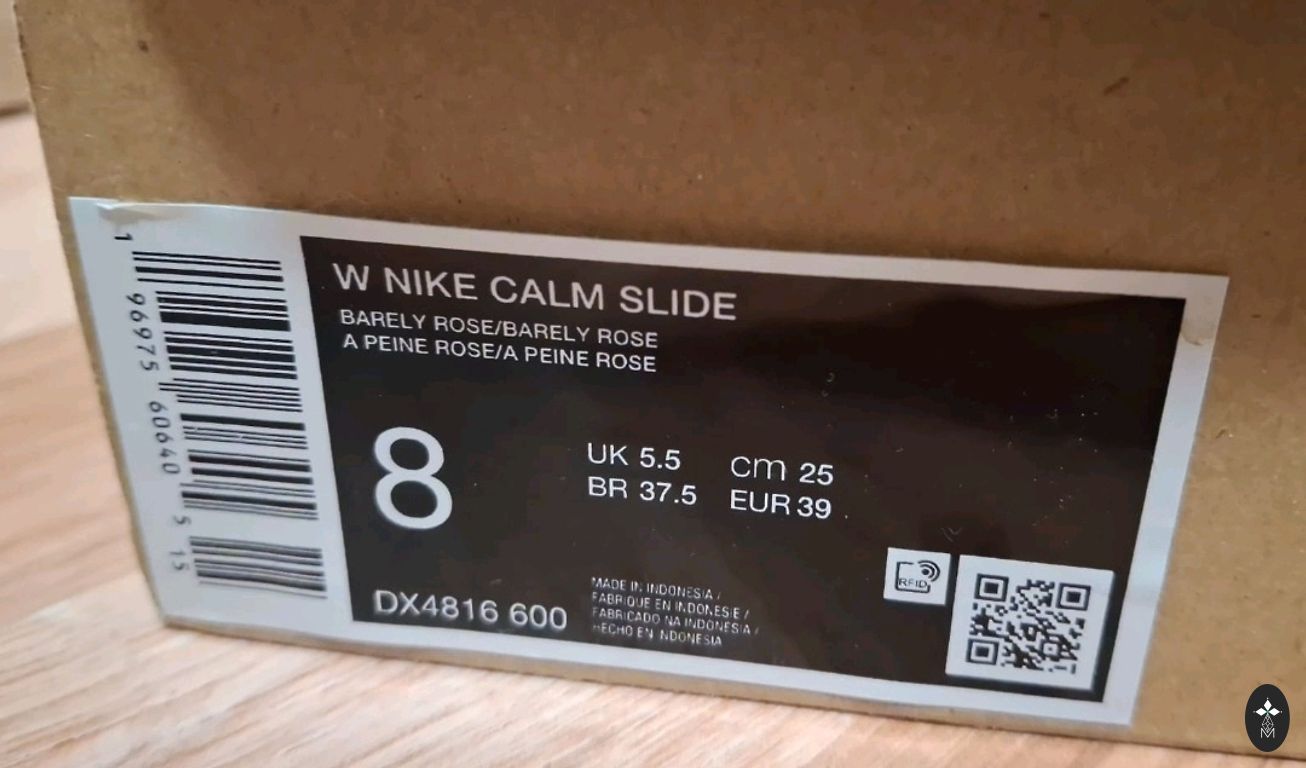 1 96975 60640 5 15
W NIKE CALM SLIDE
BARELY ROSE/BARELY ROSE
A PEINE ROSE/A PEINE ROSE
8
UK 5.5 cm 25
BR 37.5 EUR 39
DX4816 600
MADE IN INDONESIA /
FABRIQUE EN INDONESIE /
FABRICADO NA INDONESIA /
HECHO EN INDONESIA
RFID
M